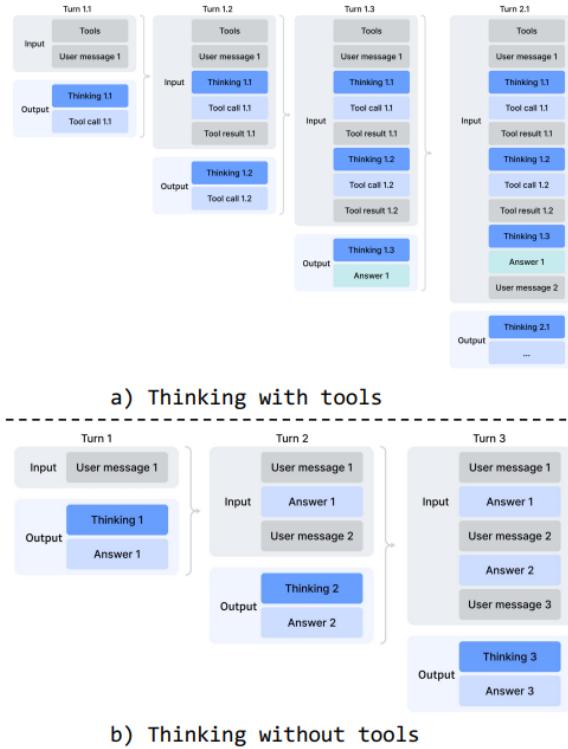 Turn 1.1
Input
Tools
User message 1
Output
Thinking 1.1
Tool call 1.1
Turn 1.2
Input
Tools
User message 1
Thinking 1.1
Tool call 1.1
Tool result 1.1
Output
Thinking 1.2
Tool call 1.2
Turn 1.3
Input
Tools
User message 1
Thinking 1.1
Tool call 1.1
Tool result 1.1
Thinking 1.2
Tool call 1.2
Tool result 1.2
Output
Thinking 1.3
Answer 1
Turn 2.1
Input
Tools
User message 1
Thinking 1.1
Tool call 1.1
Tool result 1.1
Thinking 1.2
Tool call 1.2
Tool result 1.2
Thinking 1.3
Answer 1
User message 2
Output
Thinking 2.1
...
a) Thinking with tools
Turn 1
Input
User message 1
Output
Thinking 1
Answer 1
Turn 2
Input
User message 1
Answer 1
User message 2
Output
Thinking 2
Answer 2
Turn 3
Input
User message 1
Answer 1
User message 2
Answer 2
User message 3
Output
Thinking 3
Answer 3
b) Thinking without tools